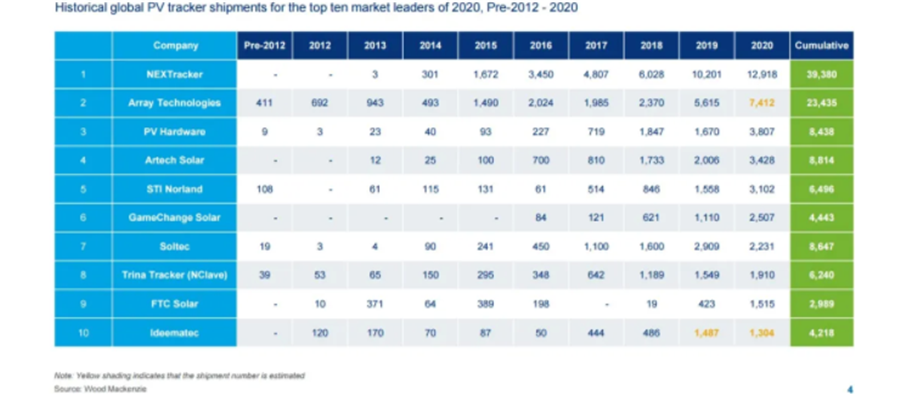 Historical global PV tracker shipments for the top ten market leaders of 2020, Pre-2012 - 2020
Company Pre-2012 2012 2013 2014 2015 2016 2017 2018 2019 2020 Cumulative
1 NEXTracker - - 3 301 1,672 3,450 4,807 6,028 10,201 12,918 39,380
2 Array Technologies 411 692 943 493 1,490 2,024 1,985 2,370 5,615 7,412 23,435
3 PV Hardware 9 3 23 40 93 227 719 1,847 1,670 3,807 8,438
4 Artech Solar - - 12 25 100 700 810 1,733 2,006 3,428 8,814
5 STI Norland 108 - 61 115 131 61 514 846 1,558 3,102 6,496
6 GameChange Solar - - - - - 84 121 621 1,110 2,507 4,443
7 Soltec 19 3 4 90 241 450 1,100 1,600 2,909 2,231 8,647
8 Trina Tracker (NClave) 39 53 65 150 295 348 642 1,189 1,549 1,910 6,240
9 FTC Solar - 10 371 64 389 198 - 19 423 1,515 2,989
10 Ideematec - 120 170 70 87 50 444 486 1,487 1,304 4,218
Note: Yellow shading indicates that the shipment number is estimated
Source: Wood Mackenzie
4